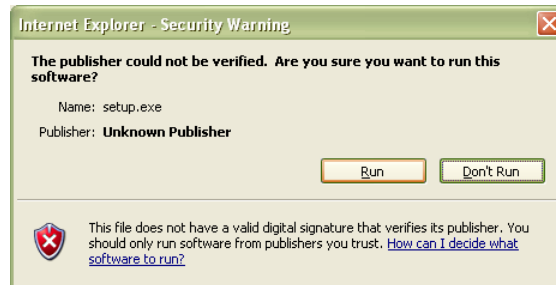 Internet Explorer - Security Warning
The publisher could not be verified. Are you sure you want to run this
software?
Name: setup.exe
Publisher: Unknown Publisher
Run
Don't Run
This file does not have a valid digital signature that verifies its publisher. You
should only run software from publishers you trust. How can I decide what
software to run?